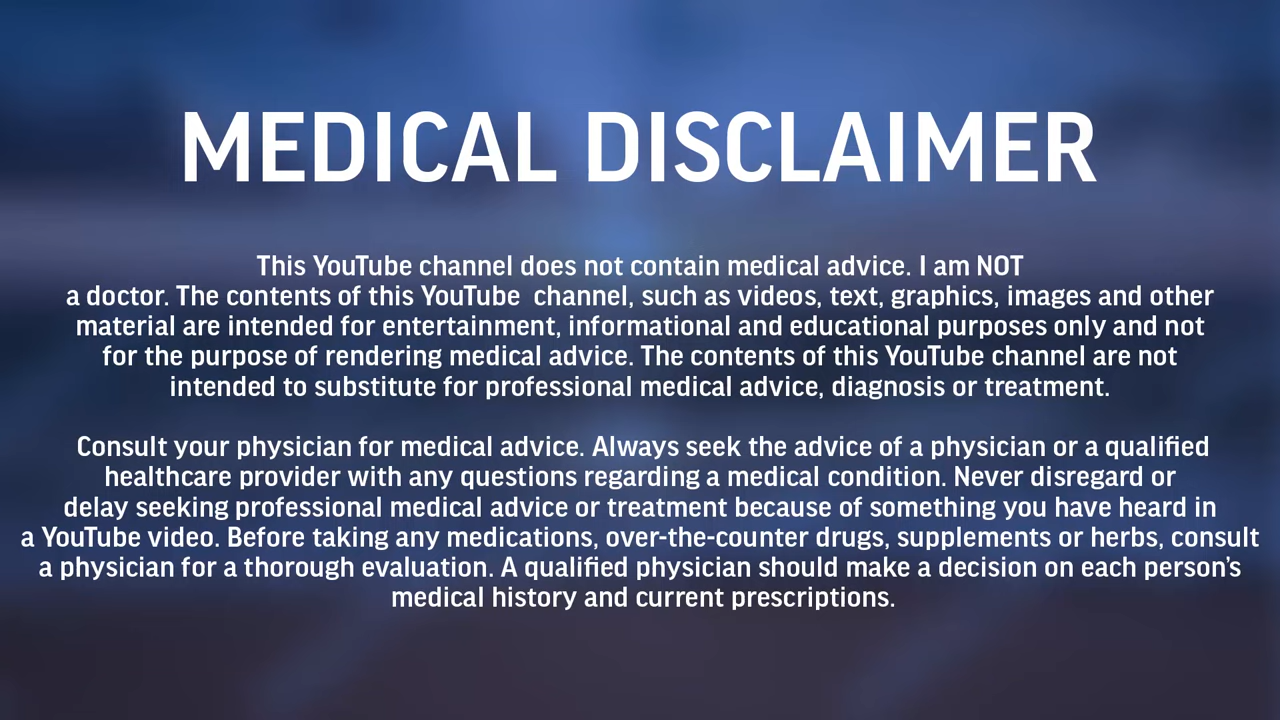 MEDICAL DISCLAIMER
This YouTube channel does not contain medical advice. I am NOT
a doctor. The contents of this YouTube  channel, such as videos, text, graphics, images and other
material are intended for entertainment, informational and educational purposes only and not
for the purpose of rendering medical advice. The contents of this YouTube channel are not
intended to substitute for professional medical advice, diagnosis or treatment.
Consult your physician for medical advice. Always seek the advice of a physician or a qualified
healthcare provider with any questions regarding a medical condition. Never disregard or
delay seeking professional medical advice or treatment because of something you have heard in
a YouTube video. Before taking any medications, over-the-counter drugs, supplements or herbs, consult
a physician for a thorough evaluation. A qualified physician should make a decision on each person’s
medical history and current prescriptions.